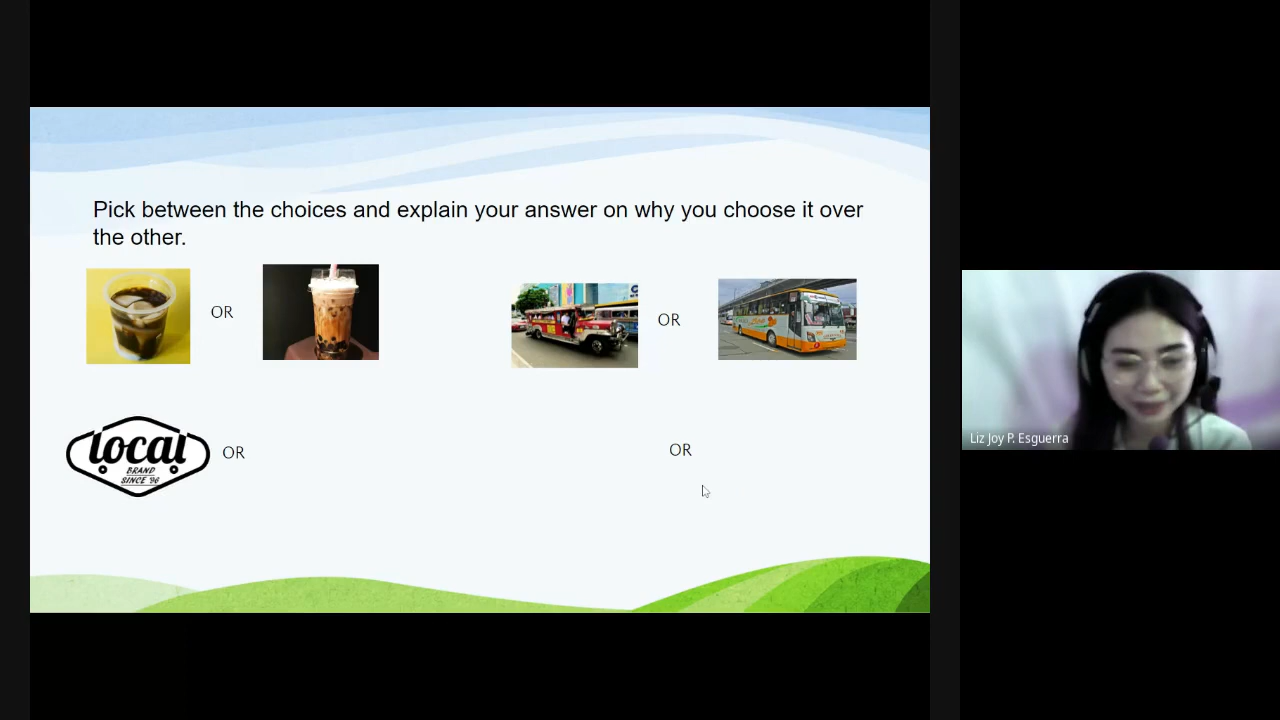 Pick between the choices and explain your answer on why you choose it over
the other.
OR
OR
local
BRAND
SINCE '96
OR
OR
Liz Joy P. Esguerra